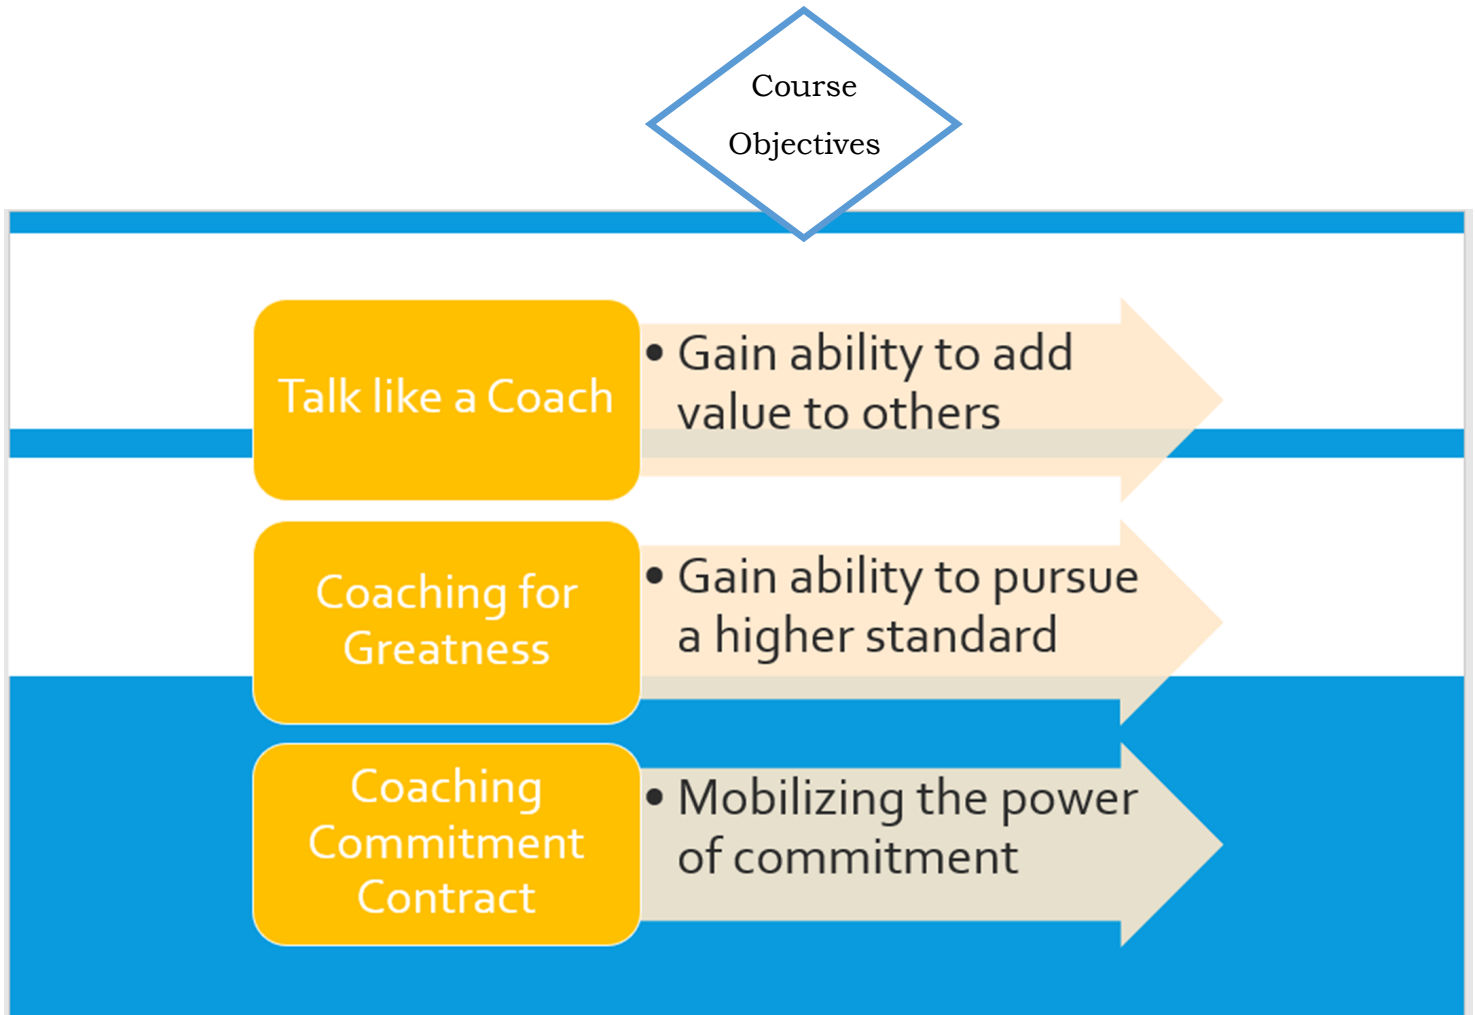 Course
Objectives
Talk like a Coach
• Gain ability to add
value to others
Coaching for
Greatness
• Gain ability to pursue
a higher standard
Coaching
Commitment
Contract
• Mobilizing the power
of commitment